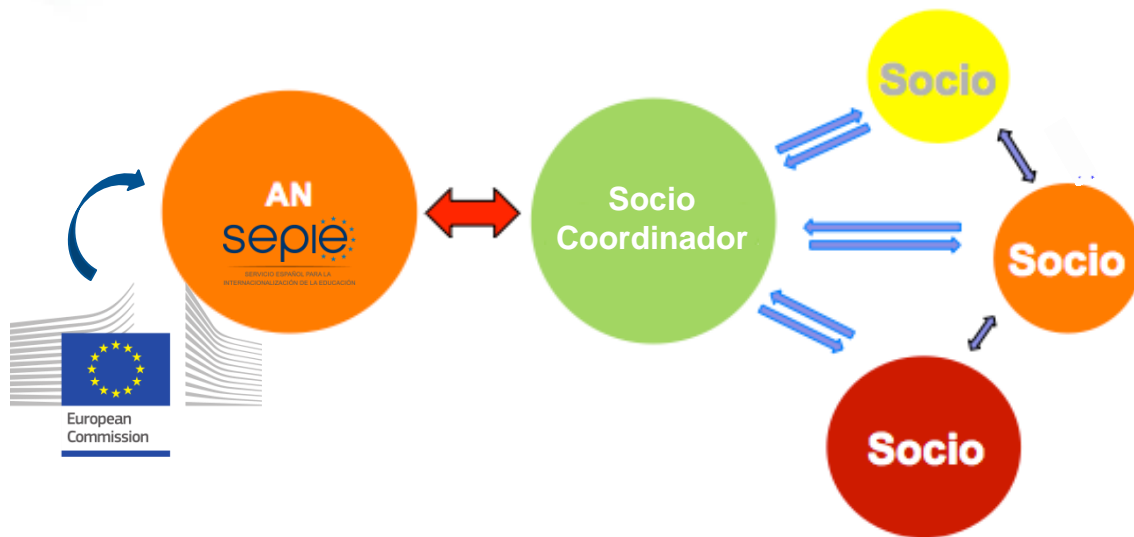 AN
sepie
SERVICIO ESPAÑOL PARA LA
INTERNACIONALIZACIÓN DE LA EDUCACIÓN
European
Commission
Socio
Coordinador
Socio
Socio
Socio